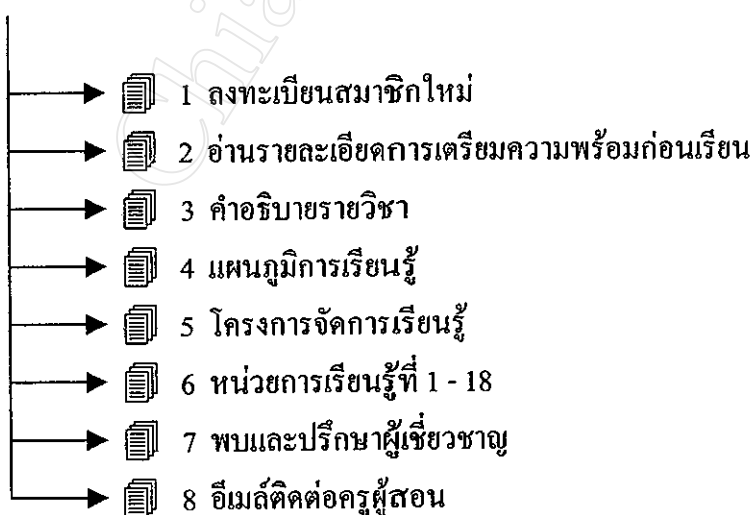 Chia
1 ลงทะเบียนสมาชิกใหม่
2 อ่านรายละเอียดการเตรียมความพร้อมก่อนเรียน
3 คำอธิบายรายวิชา
4 แผนภูมิการเรียนรู้
5 โครงการจัดการเรียนรู้
6 หน่วยการเรียนรู้ที่ 1 - 18
7 พบและปรึกษาผู้เชี่ยวชาญ
8 อีเมล์ติดต่อครูผู้สอน